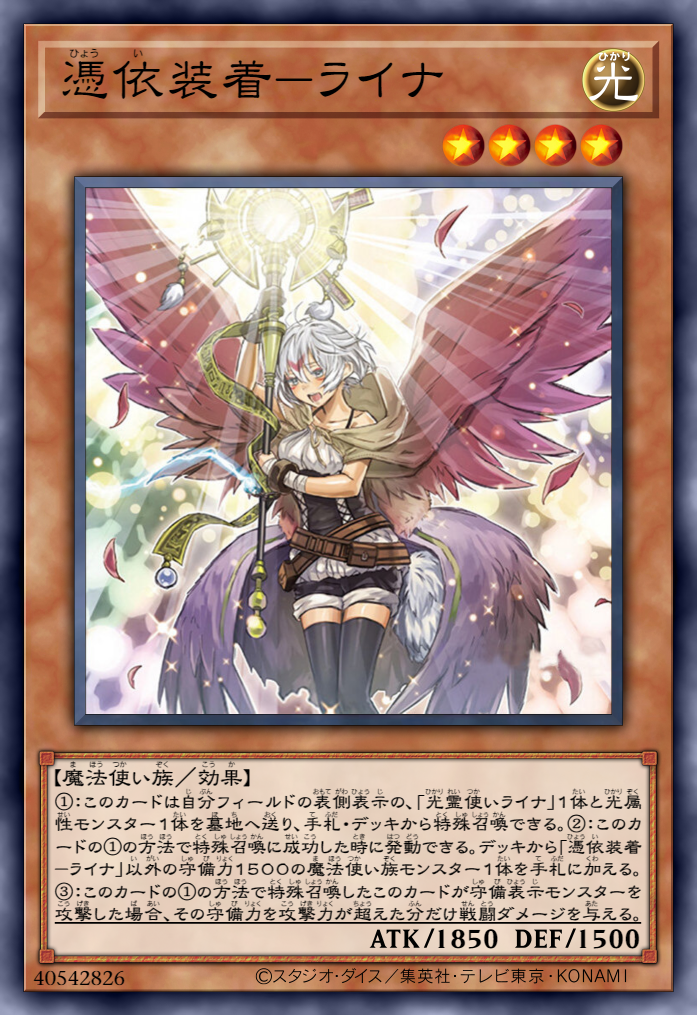 憑依装着－ライナ
光
【魔法使い族／効果】
①：このカードは自分フィールドの表側表示の、「光霊使いライナ」１体と光属
性モンスター１体を墓地へ送り、手札・デッキから特殊召喚できる。②：このカ
ードの①の方法で特殊召喚に成功した時に発動できる。デッキから「憑依装着
－ライナ」以外の守備力１５００の魔法使い族モンスター１体を手札に加える。
③：このカードの①の方法で特殊召喚したこのカードが守備表示モンスターを
攻撃した場合、その守備力を攻撃力が超えた分だけ戦闘ダメージを与える。
ATK/1850 DEF/1500
40542826 ©スタジオ・ダイス／集英社・テレビ東京・KONAMI